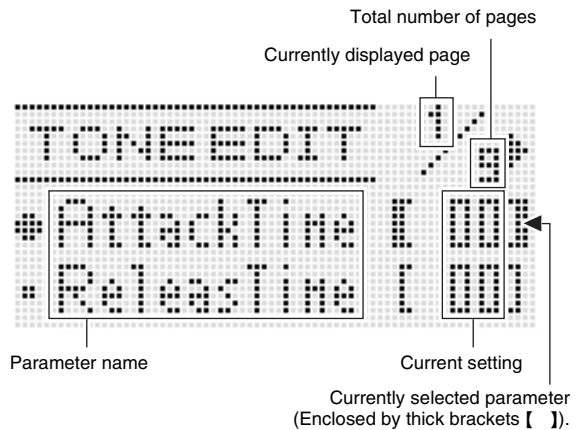 Total number of pages
Currently displayed page
TONE EDIT 1/9
AttackTime【 00】
ReleasTime [ 00]
Parameter name
Current setting
Currently selected parameter
(Enclosed by thick brackets【  】).